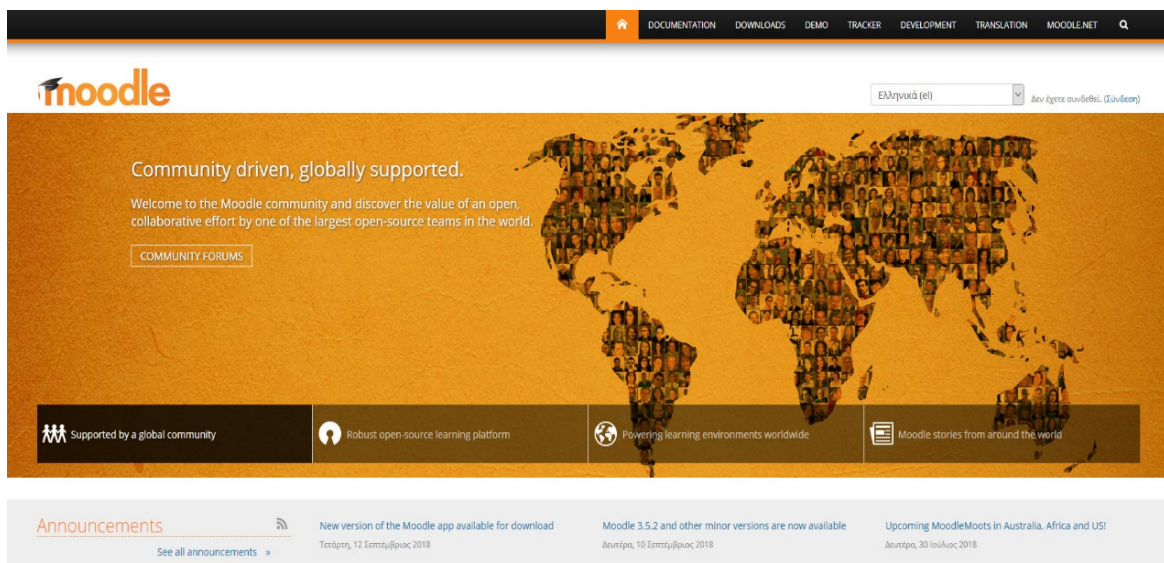 DOCUMENTATION DOWNLOADS DEMO TRACKER DEVELOPMENT TRANSLATION MOODLE.NET
moodle
Ελληνικά (el)
Δεν έχετε συνδεθεί. (Σύνδεση)
Community driven, globally supported.
Welcome to the Moodle community and discover the value of an open,
collaborative effort by one of the largest open-source teams in the world.
COMMUNITY FORUMS
Supported by a global community
Robust open-source learning platform
Powering learning environments worldwide
Moodle stories from around the world
Announcements
See all announcements »
New version of the Moodle app available for download
Τετάρτη, 12 Σεπτέμβριος 2018
Moodle 3.5.2 and other minor versions are now available
Δευτέρα, 10 Σεπτέμβριος 2018
Upcoming MoodleMoots in Australia, Africa and US!
Δευτέρα, 30 Ιούλιος 2018